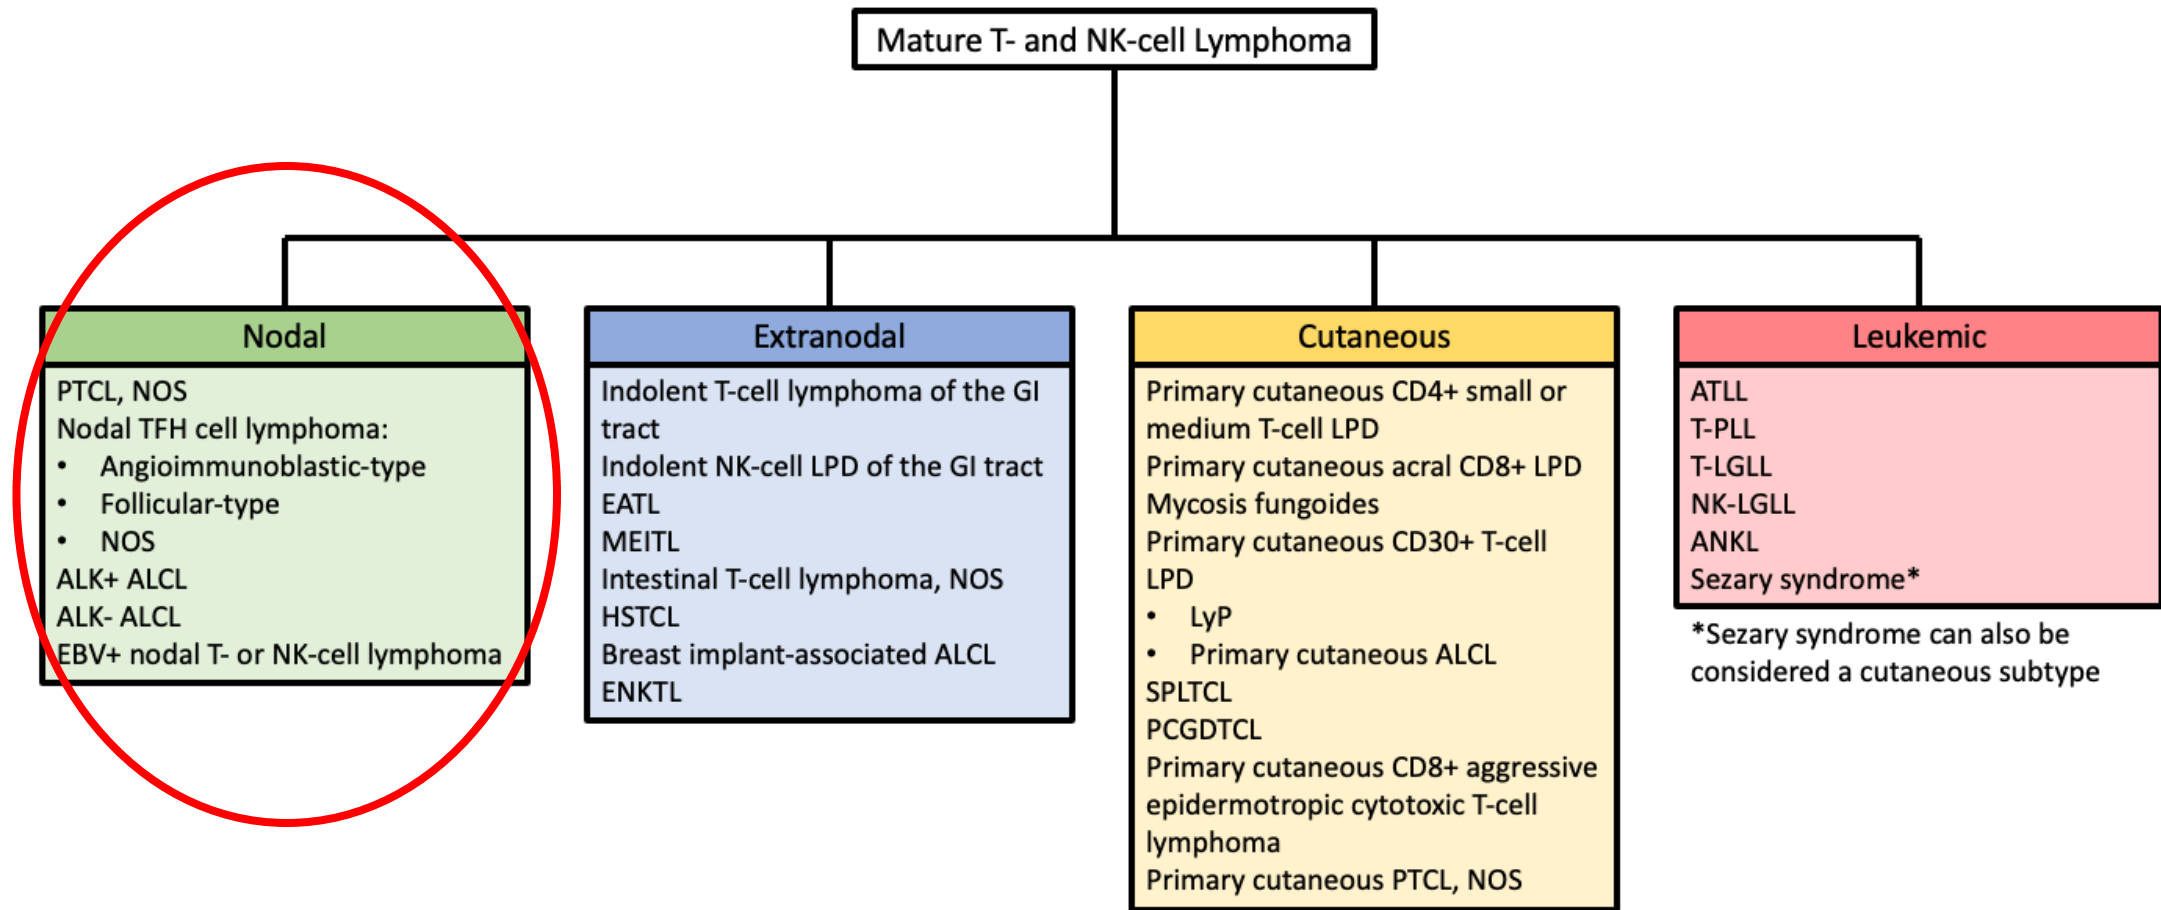 Mature T- and NK-cell Lymphoma
Nodal
PTCL, NOS
Nodal TFH cell lymphoma:
• Angioimmunoblastic-type
• Follicular-type
• NOS
ALK+ ALCL
ALK- ALCL
EBV+ nodal T- or NK-cell lymphoma
Extranodal
Indolent T-cell lymphoma of the GI
tract
Indolent NK-cell LPD of the GI tract
EATL
MEITL
Intestinal T-cell lymphoma, NOS
HSTCL
Breast implant-associated ALCL
ENKTL
Cutaneous
Primary cutaneous CD4+ small or
medium T-cell LPD
Primary cutaneous acral CD8+ LPD
Mycosis fungoides
Primary cutaneous CD30+ T-cell
LPD
• LyP
• Primary cutaneous ALCL
SPLTCL
PCGDTCL
Primary cutaneous CD8+ aggressive
epidermotropic cytotoxic T-cell
lymphoma
Primary cutaneous PTCL, NOS
Leukemic
ATLL
T-PLL
T-LGLL
NK-LGLL
ANKL
Sezary syndrome*
*Sezary syndrome can also be
considered a cutaneous subtype